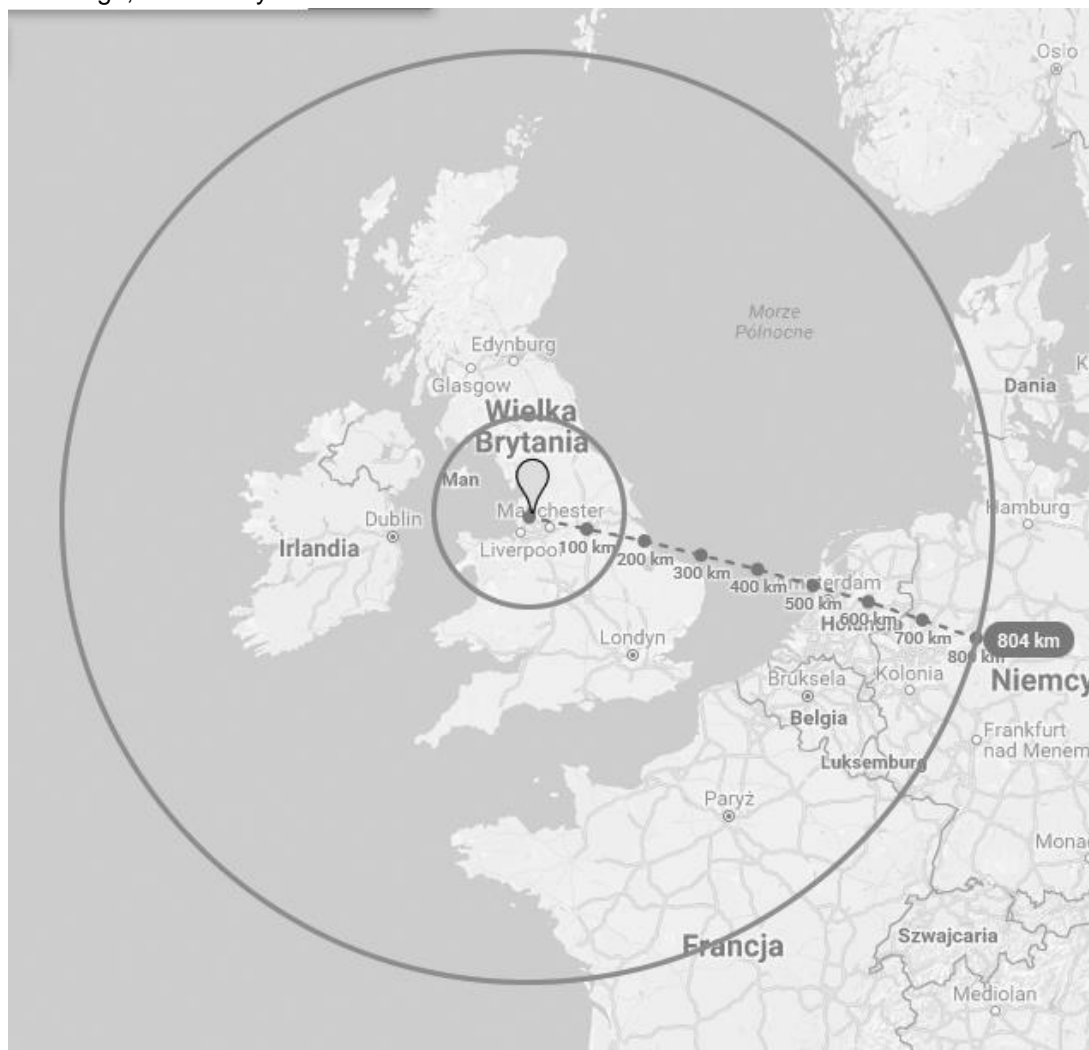 Oslo
Morze
Północne
Edynburg
Glasgow
Dania
Wielka
Brytania
Man
Manchester
Hamburg
Dublin
Irlandia
Liverpool
100 km
200 km
300 km
400 km
500 km
600 km
700 km
800 km
804 km
Londyn
Bruksela
Kolonia
Niemcy
Belgia
Frankfurt
nad Menem
Luksemburg
Paryż
Francja
Szwajcaria
Mediolan